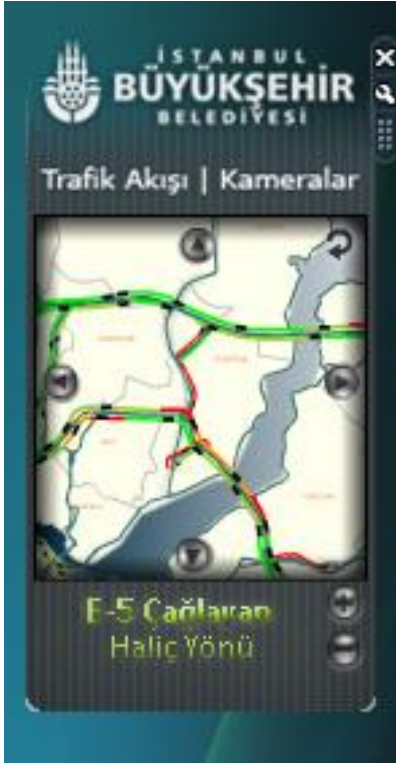 İSTANBUL
BÜYÜKŞEHİR
BELEDİYESİ
Trafik Akışı | Kameralar
E-5 Çağlayan
Haliç Yönü